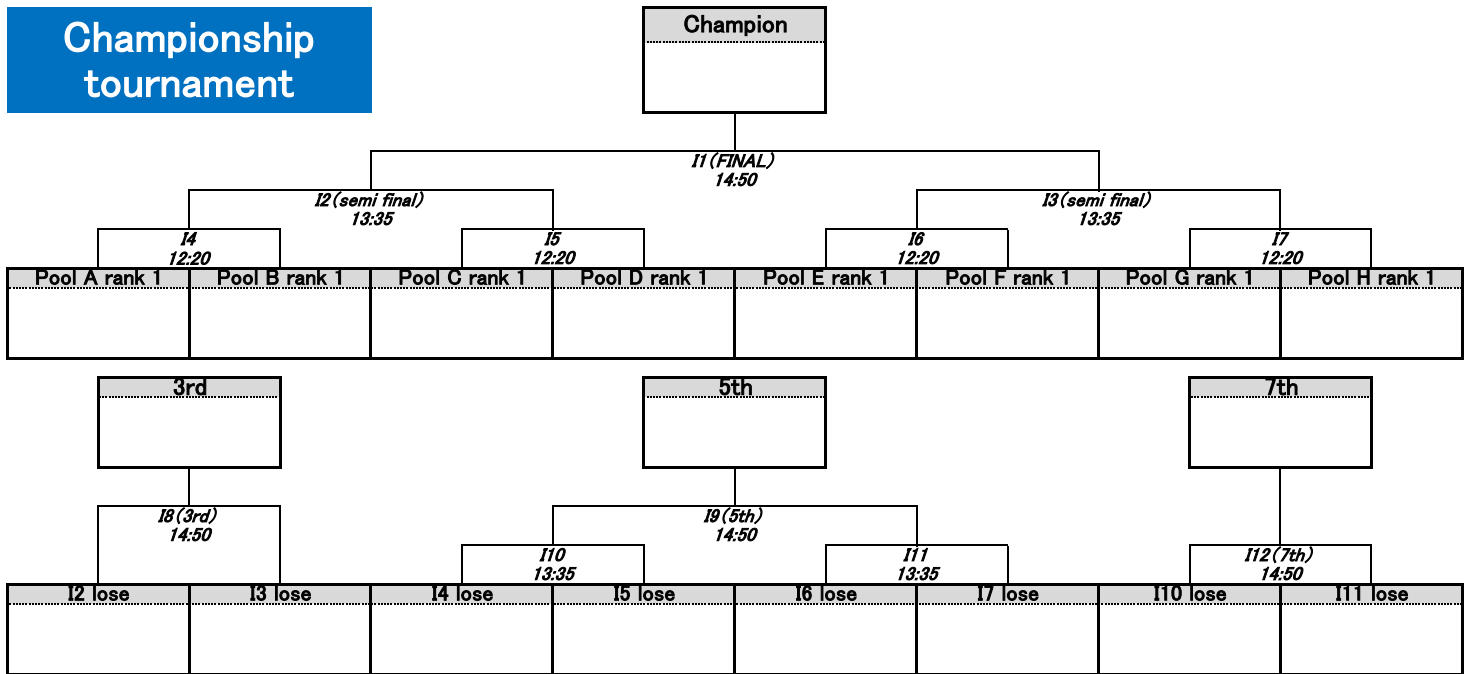 Championship
tournament
Champion
I1(FINAL)
14:50
I2(semi final)
13:35
I3(semi final)
13:35
I4
12:20
I5
12:20
I6
12:20
I7
12:20
Pool A rank 1
Pool B rank 1
Pool C rank 1
Pool D rank 1
Pool E rank 1
Pool F rank 1
Pool G rank 1
Pool H rank 1
3rd
5th
7th
I8(3rd)
14:50
I9(5th)
14:50
I10
13:35
I11
13:35
I12(7th)
14:50
I2 lose
I3 lose
I4 lose
I5 lose
I6 lose
I7 lose
I10 lose
I11 lose